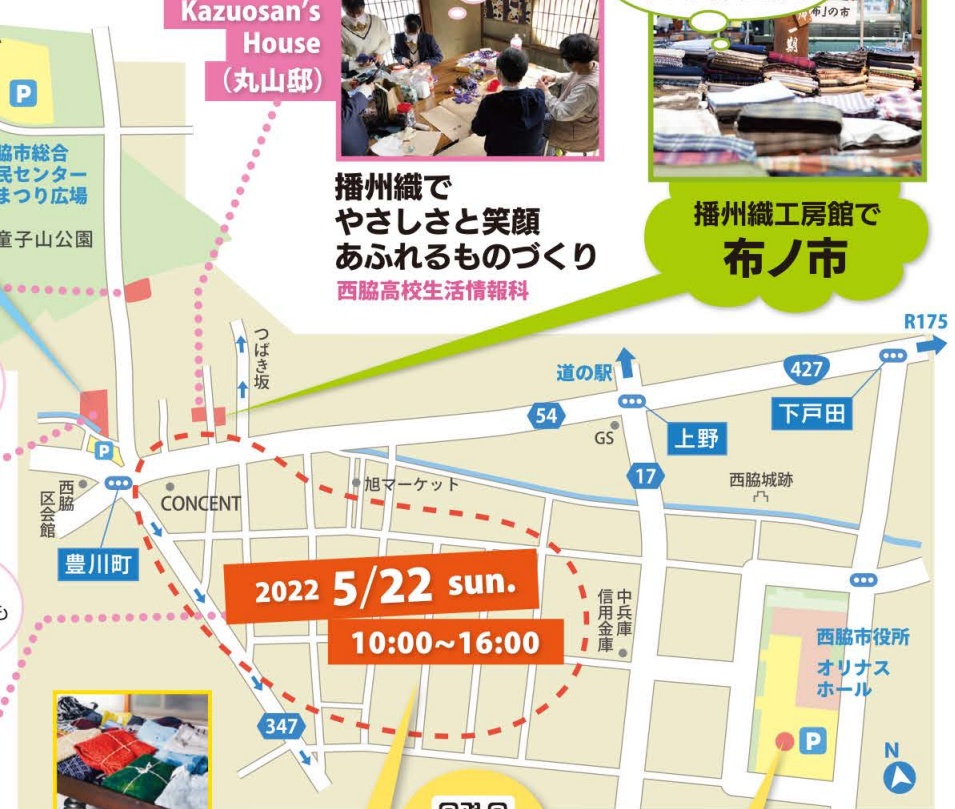 Kazuosan's
House
（丸山邸）
布」の市
一期
播州織で
やさしさと笑顔
あふれるものづくり
西脇高校生活情報科
播州織工房館で
布ノ市
P
脇市総合
民センター
まつり広場
童子山公園
つばき坂
R175
道の駅
427
下戸田
54
GS
上野
17
西脇城跡
P
西脇
区会館
CONCENT
旭マーケット
豊川町
2022 5/22 sun.
10:00~16:00
中兵庫
信用金庫
西脇市役所
オリナス
ホール
も
347
P
N